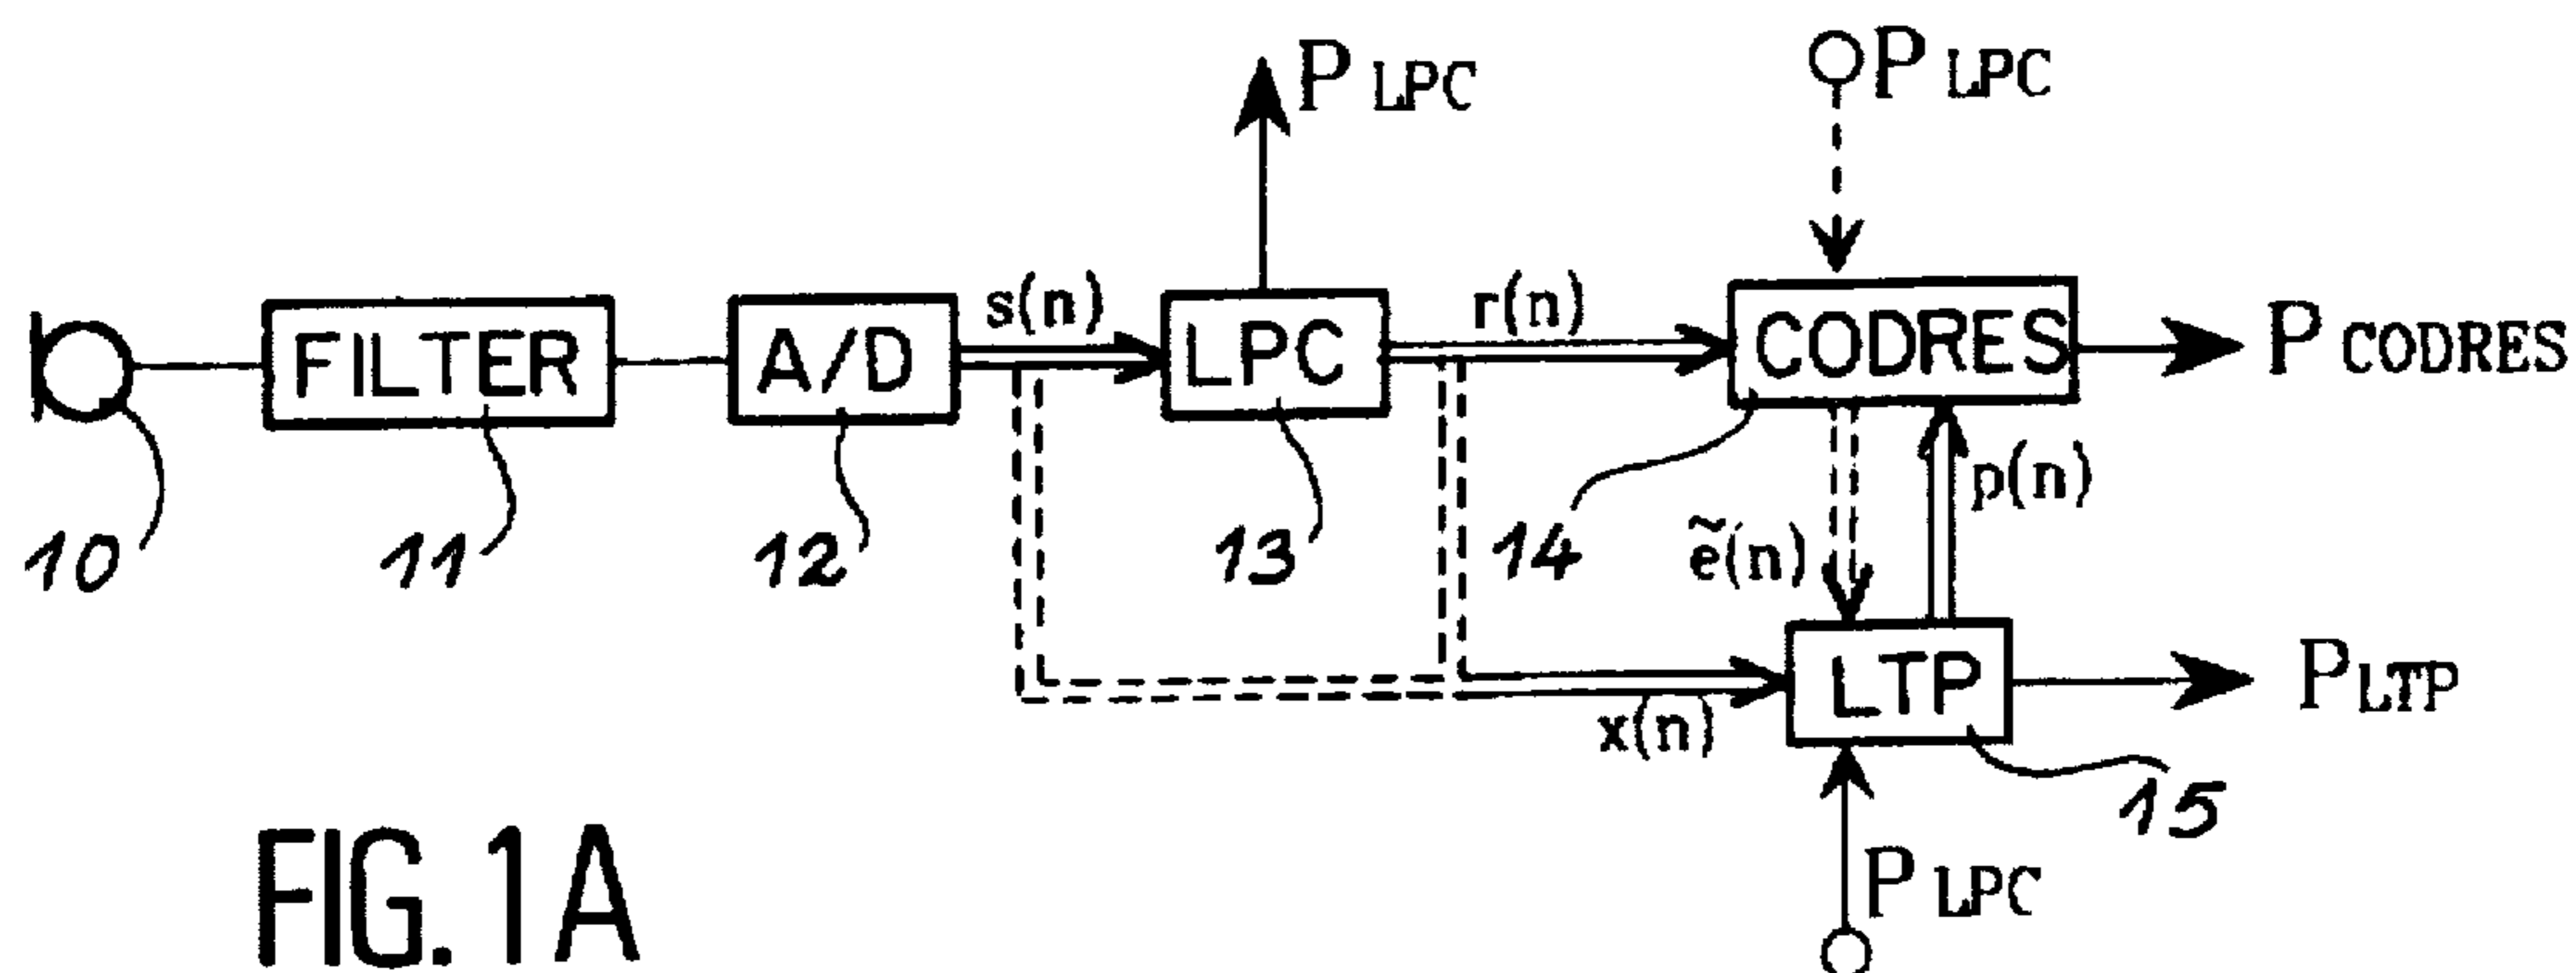 P LPC
P LPC
s(n)
r(n)
FILTER
A/D
LPC
CODRES
P CODRES
p(n)
10
11
12
13
14
ẽ(n)
LTP
P LTP
x(n)
15
P LPC
FIG. 1A